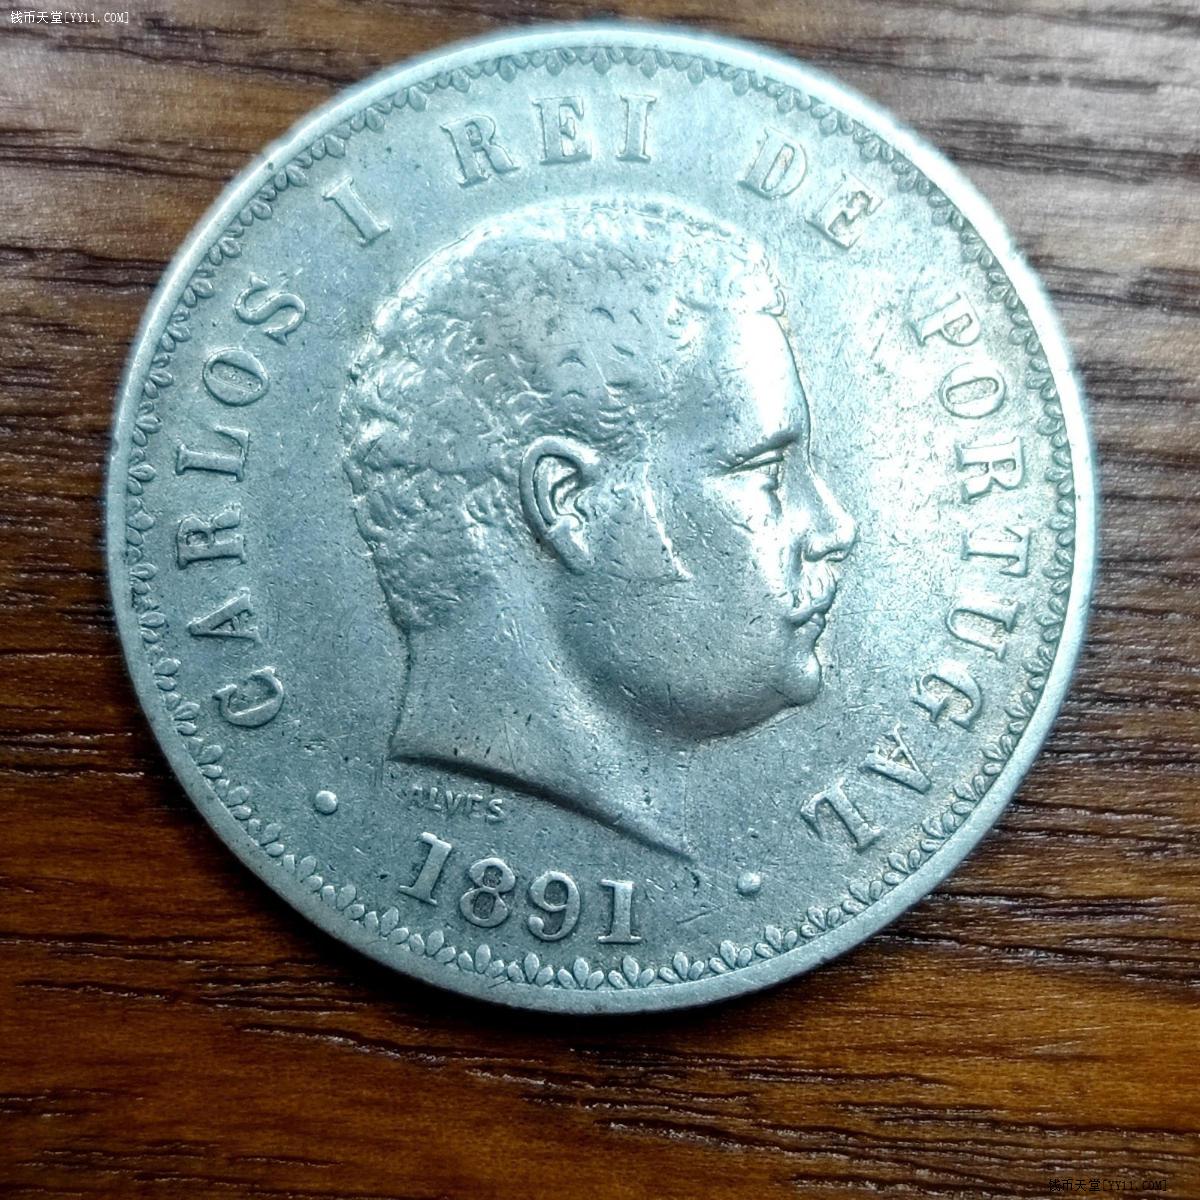 钱币天堂[YY11.COM]
CARLOS I REI DE PORTUGAL
ALVES
1891
钱币天堂[YY11.COM]